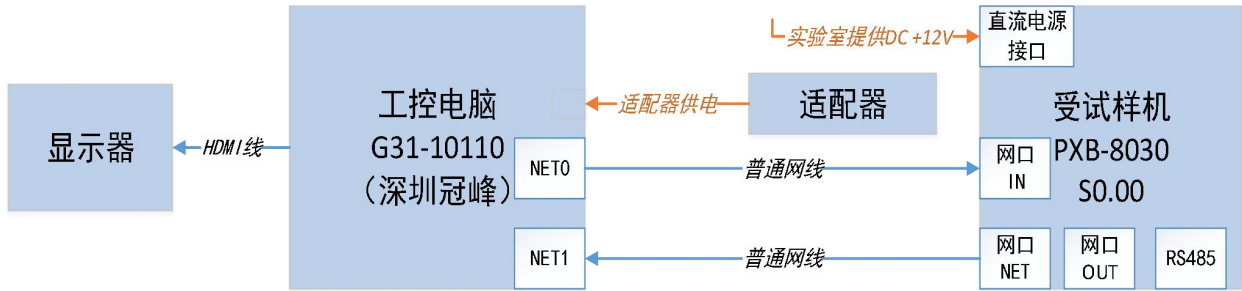 显示器
HDMI线
工控电脑
G31-10110
（深圳冠峰）
NET0
NET1
适配器供电
适配器
实验室提供DC +12V
普通网线
普通网线
直流电源
接口
受试样机
PXB-8030
S0.00
网口
IN
网口
NET
网口
OUT
RS485